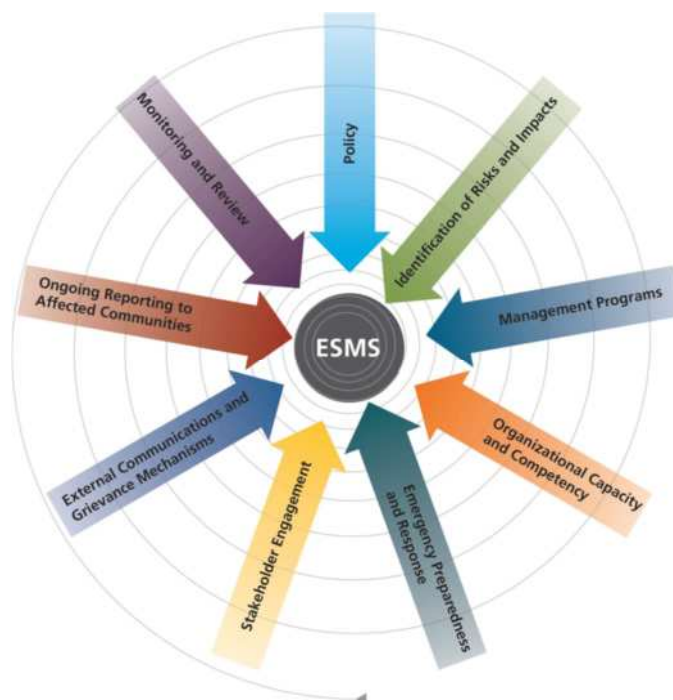 Policy
Identification of Risks and Impacts
Management Programs
Organizational Capacity
and Competency
Emergency Preparedness
and Response
Stakeholder Engagement
External Communications and
Grievance Mechanisms
Ongoing Reporting to
Affected Communities
Monitoring and Review
ESMS